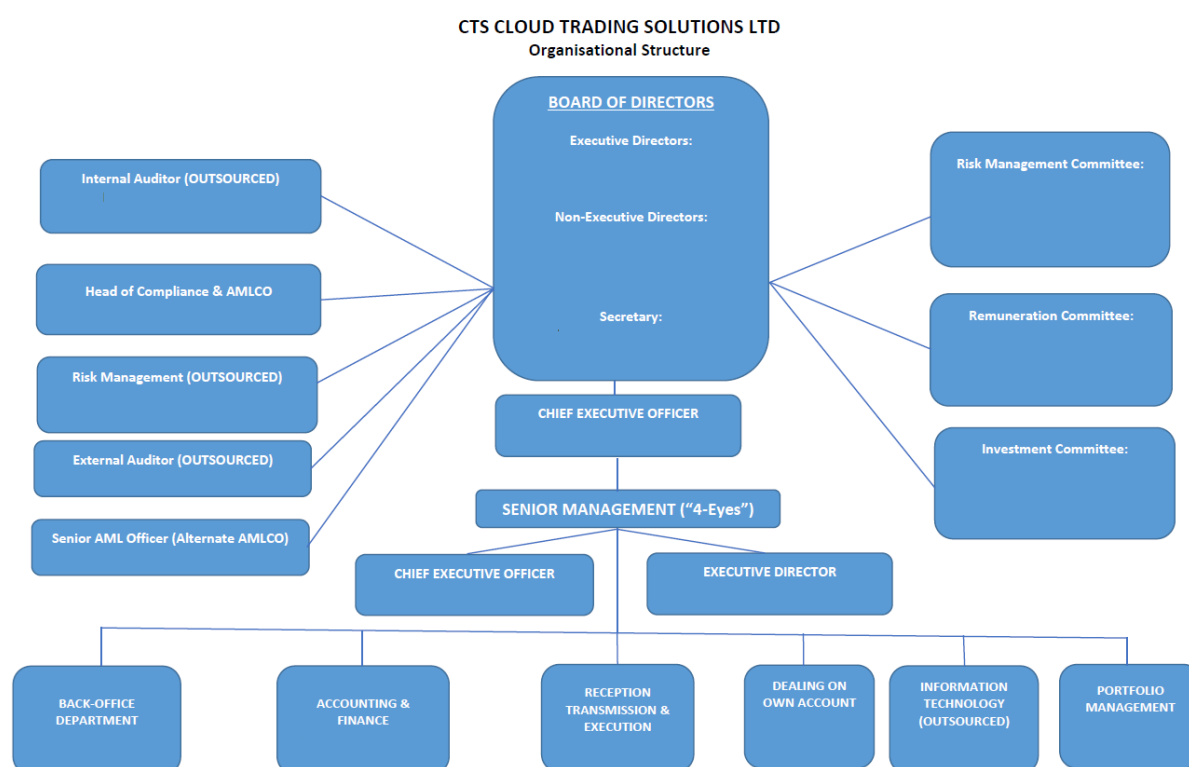 CTS CLOUD TRADING SOLUTIONS LTD
Organisational Structure
BOARD OF DIRECTORS
Executive Directors:
Non-Executive Directors:
Secretary:
Internal Auditor (OUTSOURCED)
Head of Compliance & AMLCO
Risk Management (OUTSOURCED)
External Auditor (OUTSOURCED)
Senior AML Officer (Alternate AMLCO)
Risk Management Committee:
Remuneration Committee:
Investment Committee:
CHIEF EXECUTIVE OFFICER
SENIOR MANAGEMENT (“4-Eyes”)
CHIEF EXECUTIVE OFFICER
EXECUTIVE DIRECTOR
BACK-OFFICE
DEPARTMENT
ACCOUNTING &
FINANCE
RECEPTION
TRANSMISSION &
EXECUTION
DEALING ON
OWN ACCOUNT
INFORMATION
TECHNOLOGY
(OUTSOURCED)
PORTFOLIO
MANAGEMENT